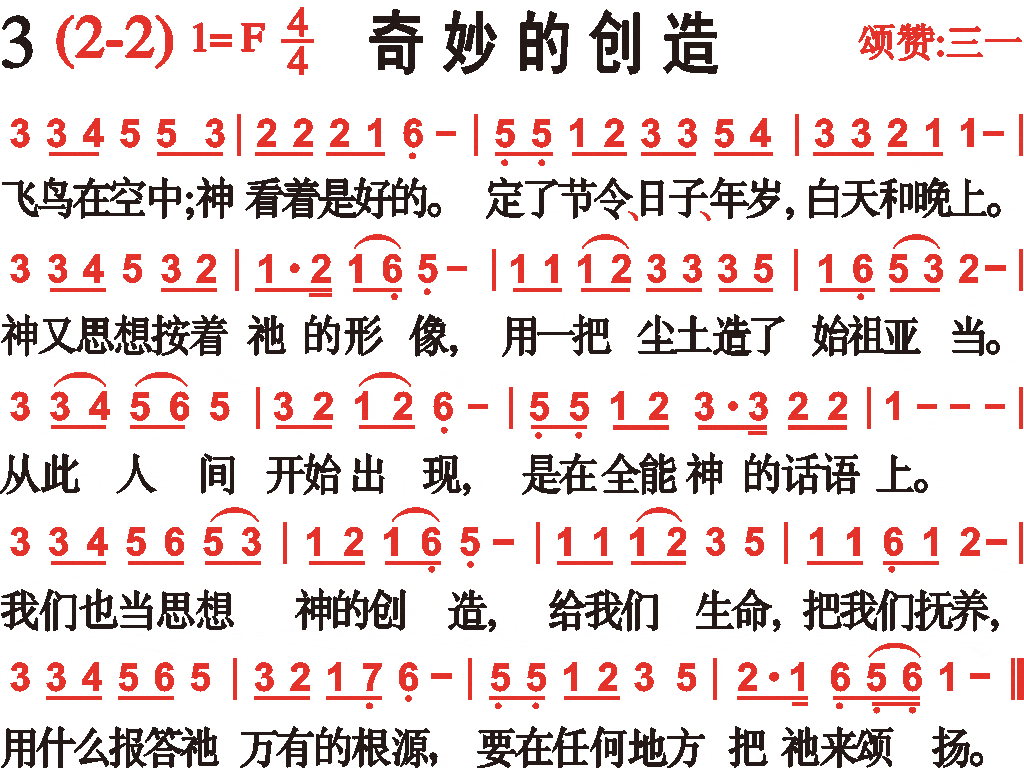 3 (2-2) 1=F 4/4 奇妙的创造 颂赞:三一
3 3 4 5 5 3 | 2 2 2 1 6 - | 5 5 1 2 3 3 5 4 | 3 3 2 1 1 - |
飞鸟在空中;神 看着是好的。 定了节令、日子、年岁, 白天和晚上。
3 3 4 5 3 2 | 1 · 2 1 6 5 - | 1 1 1 2 3 3 3 5 | 1 6 5 3 2 - |
神又思想按着 祂 的形 像, 用一把 尘土造了 始祖亚 当。
3 3 4 5 6 5 | 3 2 1 2 6 - | 5 5 1 2 3 · 3 2 2 | 1 - - - |
从此 人 间 开始出 现, 是在全能神 的话语 上。
3 3 4 5 6 5 3 | 1 2 1 6 5 - | 1 1 1 2 3 5 | 1 1 6 1 2 - |
我们也当思想 神的创 造, 给我们 生命, 把我们抚养,
3 3 4 5 6 5 | 3 2 1 7 6 - | 5 5 1 2 3 5 | 2 · 1 6 5 6 1 - ‖
用什么报答祂 万有的根源, 要在任何地方 把 祂来颂 扬。